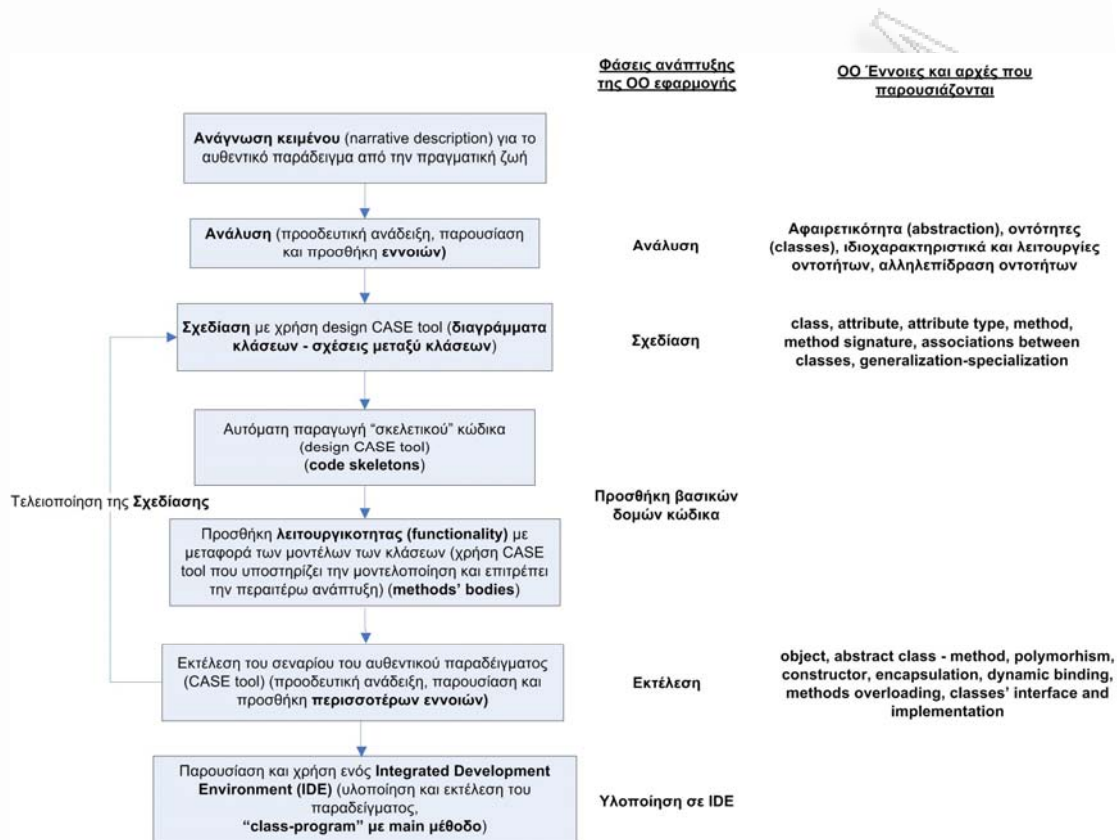 Φάσεις ανάπτυξης
της ΟΟ εφαρμογής
ΟΟ Έννοιες και αρχές που
παρουσιάζονται
Ανάγνωση κειμένου (narrative description) για το
αυθεντικό παράδειγμα από την πραγματική ζωή
Ανάλυση (προοδευτική ανάδειξη, παρουσίαση
και προσθήκη εννοιών)
Ανάλυση
Αφαιρετικότητα (abstraction), οντότητες
(classes), ιδιοχαρακτηριστικά και λειτουργίες
οντοτήτων, αλληλεπίδραση οντοτήτων
Σχεδίαση με χρήση design CASE tool (διαγράμματα
κλάσεων - σχέσεις μεταξύ κλάσεων)
Σχεδίαση
class, attribute, attribute type, method,
method signature, associations between
classes, generalization-specialization
Αυτόματη παραγωγή “σκελετικού” κώδικα
(design CASE tool)
(code skeletons)
Τελειοποίηση της Σχεδίασης
Προσθήκη βασικών
δομών κώδικα
Προσθήκη λειτουργικοτητας (functionality) με
μεταφορά των μοντέλων των κλάσεων (χρήση CASE
tool που υποστηρίζει την μοντελοποίηση και επιτρέπει
την περαιτέρω ανάπτυξη) (methods’ bodies)
Εκτέλεση του σεναρίου του αυθεντικού παραδέιγματος
(CASE tool) (προοδευτική ανάδειξη, παρουσίαση και
προσθήκη περισσοτέρων εννοιών)
Εκτέλεση
object, abstract class - method, polymorhism,
constructor, encapsulation, dynamic binding,
methods overloading, classes’ interface and
implementation
Παρουσίαση και χρήση ενός Integrated Development
Environment (IDE) (υλοποίηση και εκτέλεση του
παραδείγματος,
“class-program” με main μέθοδο)
Υλοποίηση σε IDE